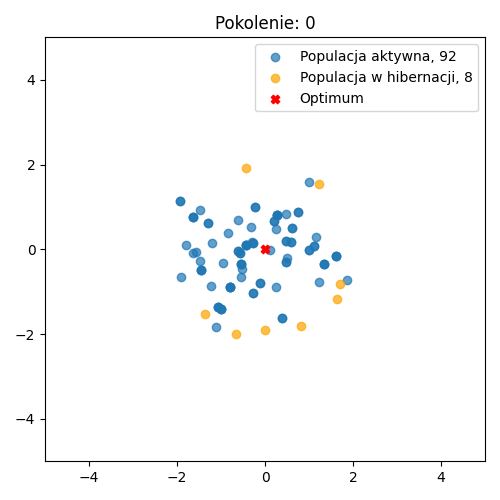 Pokolenie: 0
Populacja aktywna, 92
Populacja w hibernacji, 8
Optimum
4
2
0
−2
−4
−4 −2 0 2 4